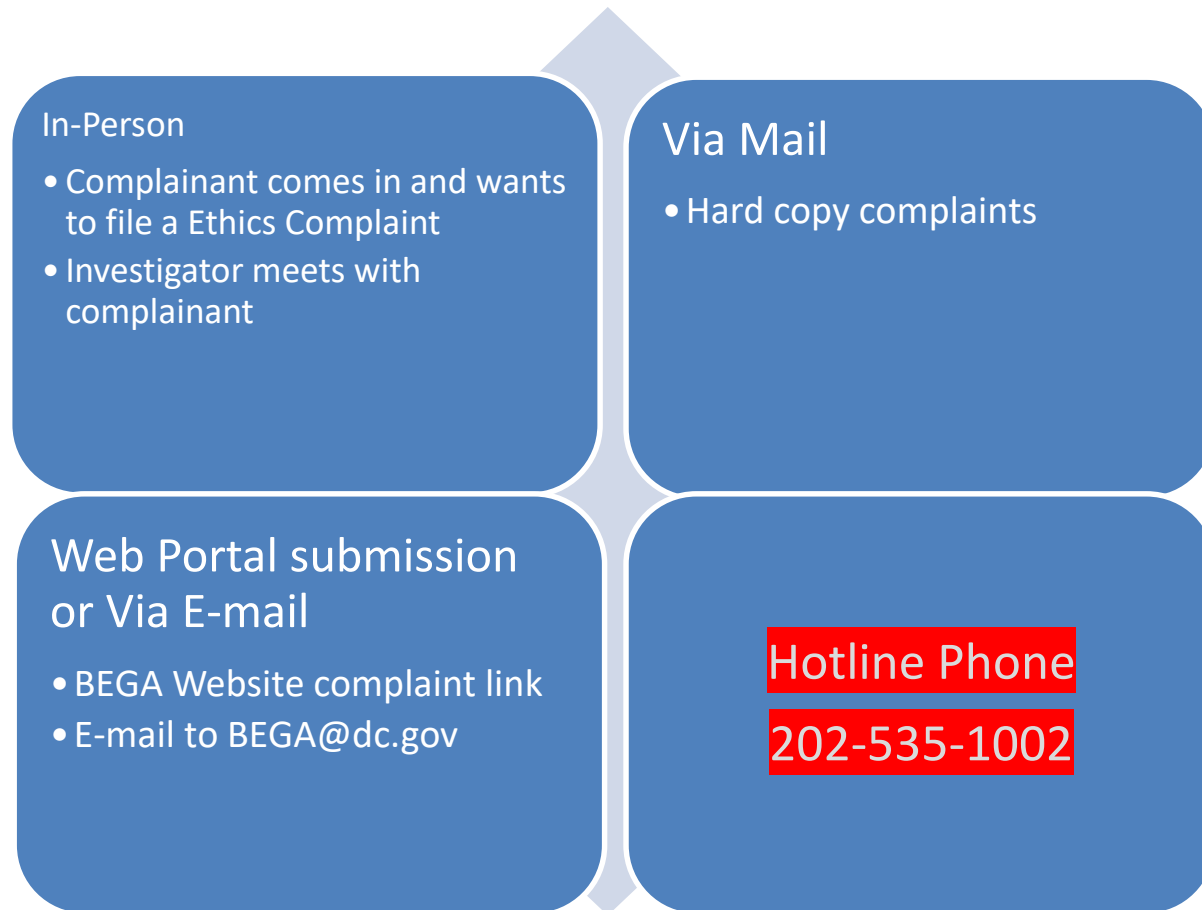 In-Person
• Complainant comes in and wants
to file a Ethics Complaint
• Investigator meets with
complainant
Via Mail
• Hard copy complaints
Web Portal submission
or Via E-mail
• BEGA Website complaint link
• E-mail to BEGA@dc.gov
Hotline Phone
202-535-1002